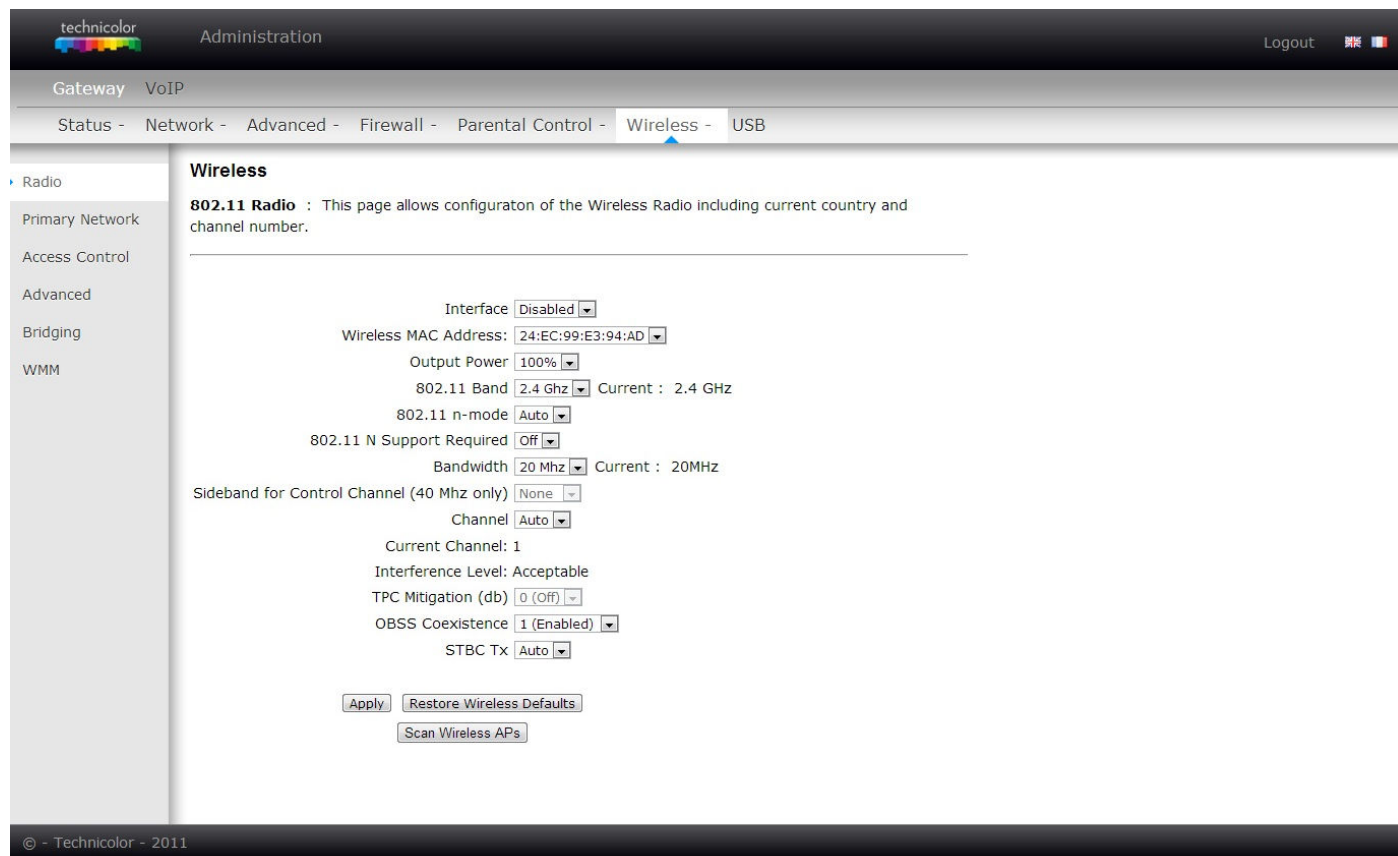 technicolor
Administration
Logout
Gateway VoIP
Status - Network - Advanced - Firewall - Parental Control - Wireless - USB
Radio
Primary Network
Access Control
Advanced
Bridging
WMM
Wireless
802.11 Radio : This page allows configuraton of the Wireless Radio including current country and
channel number.
Interface Disabled
Wireless MAC Address: 24:EC:99:E3:94:AD
Output Power 100%
802.11 Band 2.4 Ghz Current : 2.4 GHz
802.11 n-mode Auto
802.11 N Support Required Off
Bandwidth 20 Mhz Current : 20MHz
Sideband for Control Channel (40 Mhz only) None
Channel Auto
Current Channel: 1
Interference Level: Acceptable
TPC Mitigation (db) 0 (Off)
OBSS Coexistence 1 (Enabled)
STBC Tx Auto
Apply Restore Wireless Defaults
Scan Wireless APs
© - Technicolor - 2011